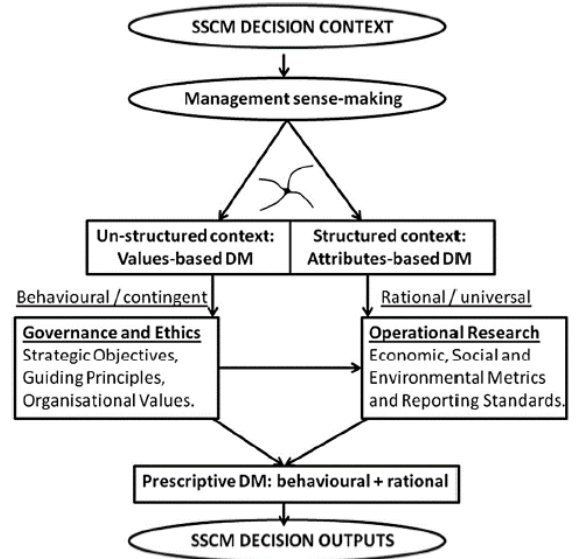 SSCM DECISION CONTEXT
Management sense-making
Un-structured context:
Values-based DM
Structured context:
Attributes-based DM
Behavioural / contingent
Rational / universal
Governance and Ethics
Strategic Objectives,
Guiding Principles,
Organisational Values.
Operational Research
Economic, Social and
Environmental Metrics
and Reporting Standards.
Prescriptive DM: behavioural + rational
SSCM DECISION OUTPUTS